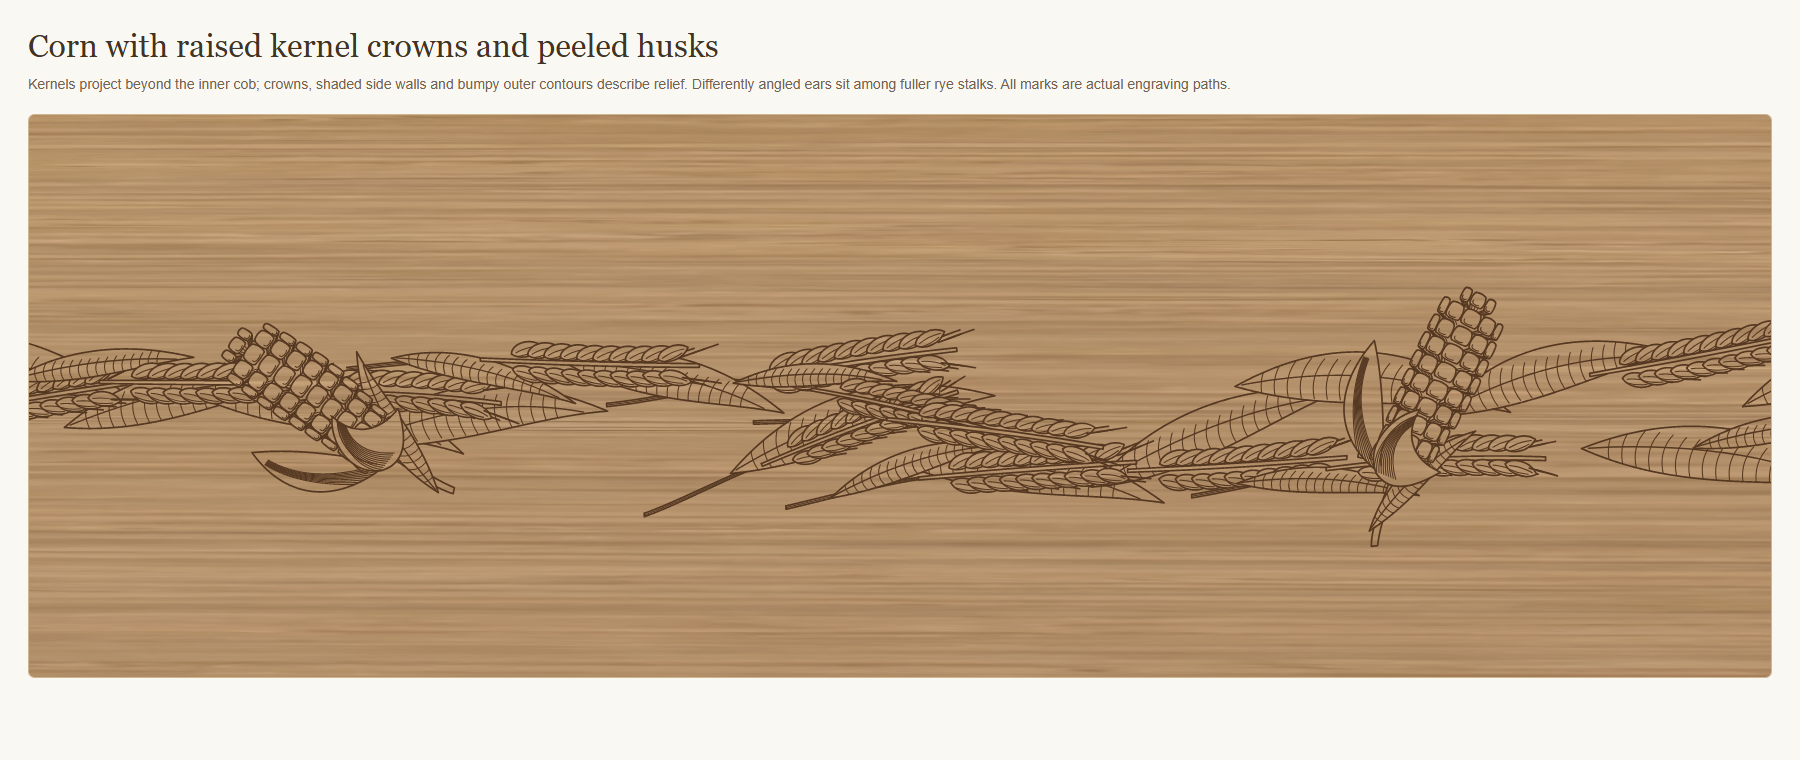 Corn with raised kernel crowns and peeled husks
Kernels project beyond the inner cob; crowns, shaded side walls and bumpy outer contours describe relief. Differently angled ears sit among fuller rye stalks. All marks are actual engraving paths.